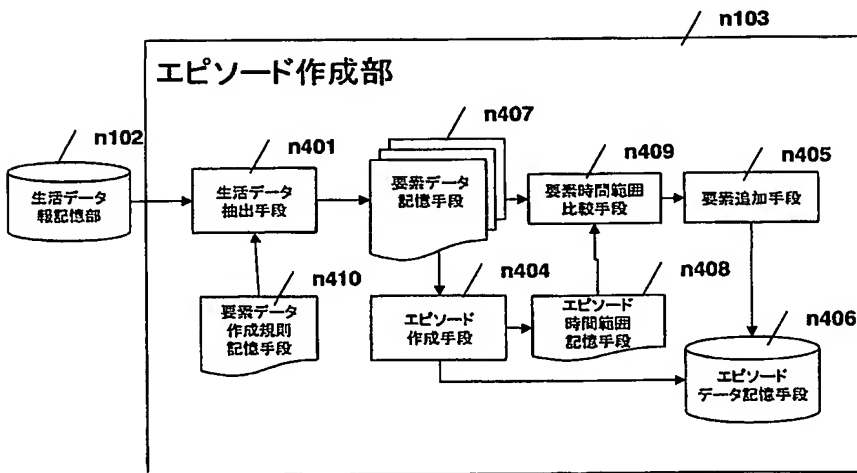 n103
エピソード作成部
n102
生活データ
報記憶部
n401
生活データ
抽出手段
n407
要素データ
記憶手段
n409
要素時間範囲
比較手段
n405
要素追加手段
n410
要素データ
作成規則
記憶手段
n404
エピソード
作成手段
n408
エピソード
時間範囲
記憶手段
n406
エピソード
データ記憶手段